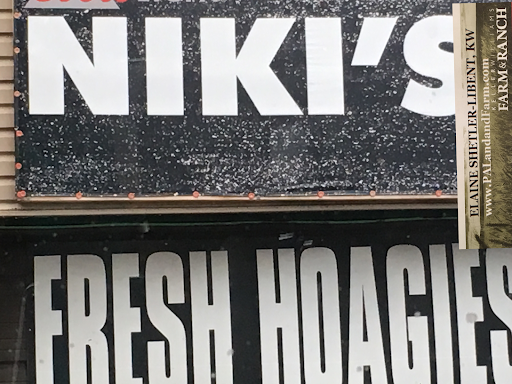 NIKI'S
FRESH HOAGIES
ELAINE SHETLER-LIBENT, KW
www.PALandandFarm.com
FARM & RANCH